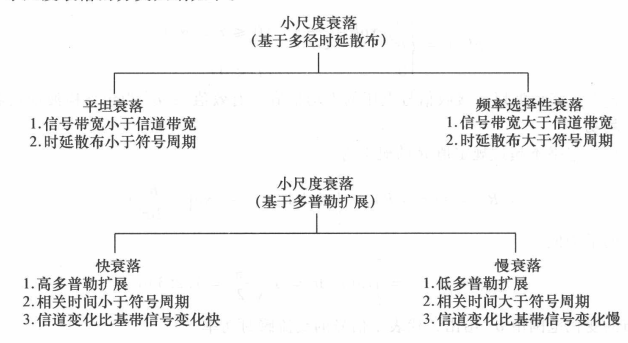 小尺度衰落
(基于多径时延散布)
平坦衰落
1.信号带宽小于信道带宽
2.时延散布小于符号周期
频率选择性衰落
1.信号带宽大于信道带宽
2.时延散布大于符号周期
小尺度衰落
(基于多普勒扩展)
快衰落
1.高多普勒扩展
2.相关时间小于符号周期
3.信道变化比基带信号变化快
慢衰落
1.低多普勒扩展
2.相关时间大于符号周期
3.信道变化比基带信号变化慢